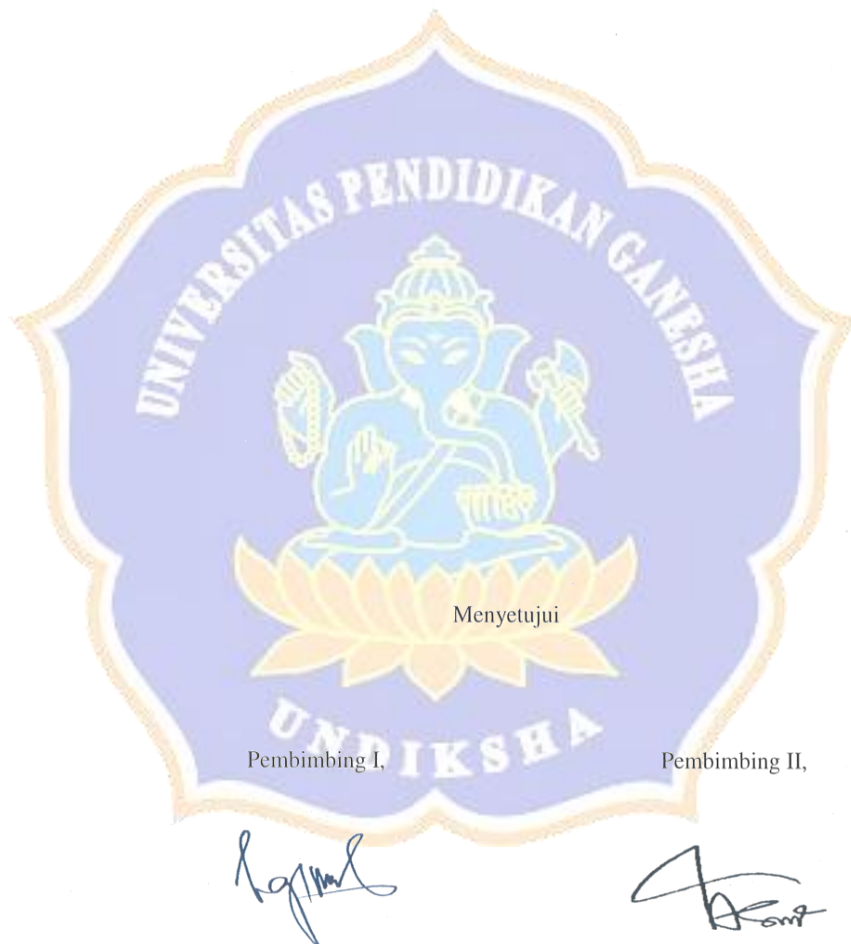 UNIVERSITAS PENDIDIKAN GANESHA
Menyetujui
UNDIKSHA
Pembimbing I,
Pembimbing II,